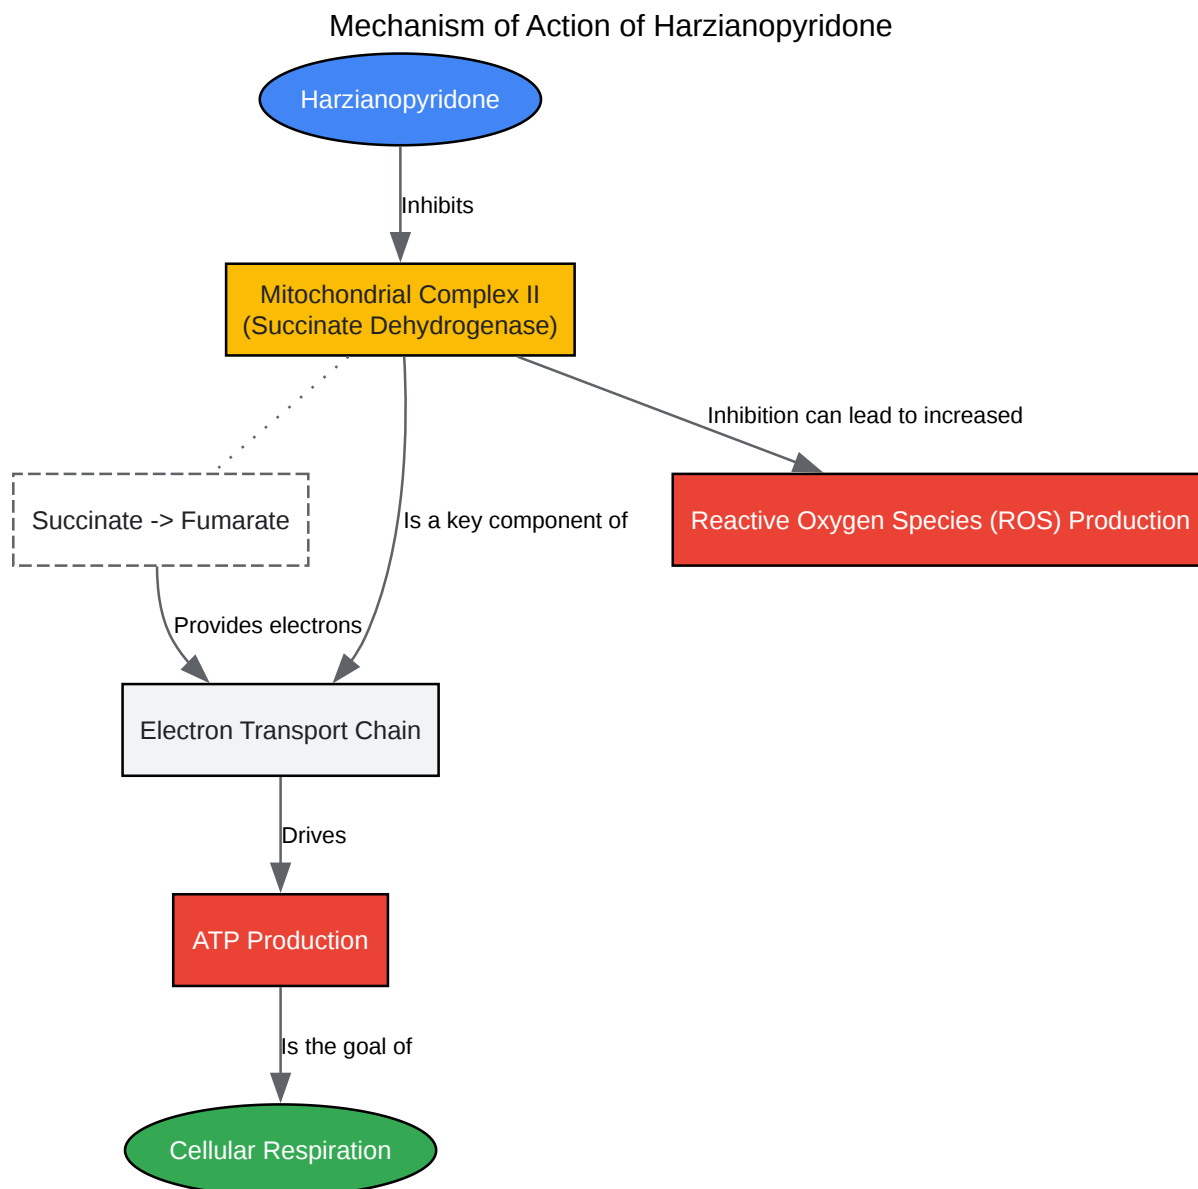 Mechanism of Action of Harzianopyridone
Harzianopyridone
Inhibits
Mitochondrial Complex II
(Succinate Dehydrogenase)
Inhibition can lead to increased
Succinate -> Fumarate
Is a key component of
Reactive Oxygen Species (ROS) Production
Provides electrons
Electron Transport Chain
Drives
ATP Production
Is the goal of
Cellular Respiration